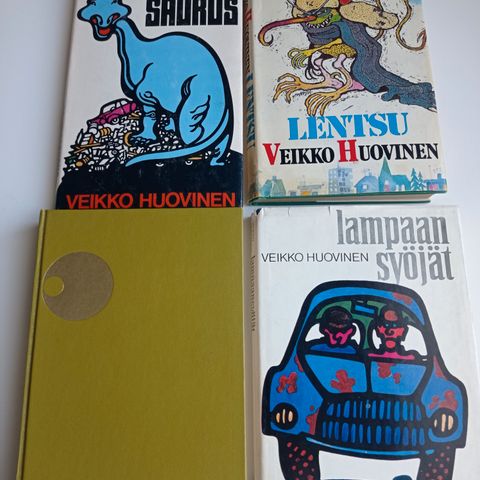 SAURUS
VEIKKO HUOVINEN
LENTSU
VEIKKO HUOVINEN
lampaan
syöjät
VEIKKO HUOVINEN